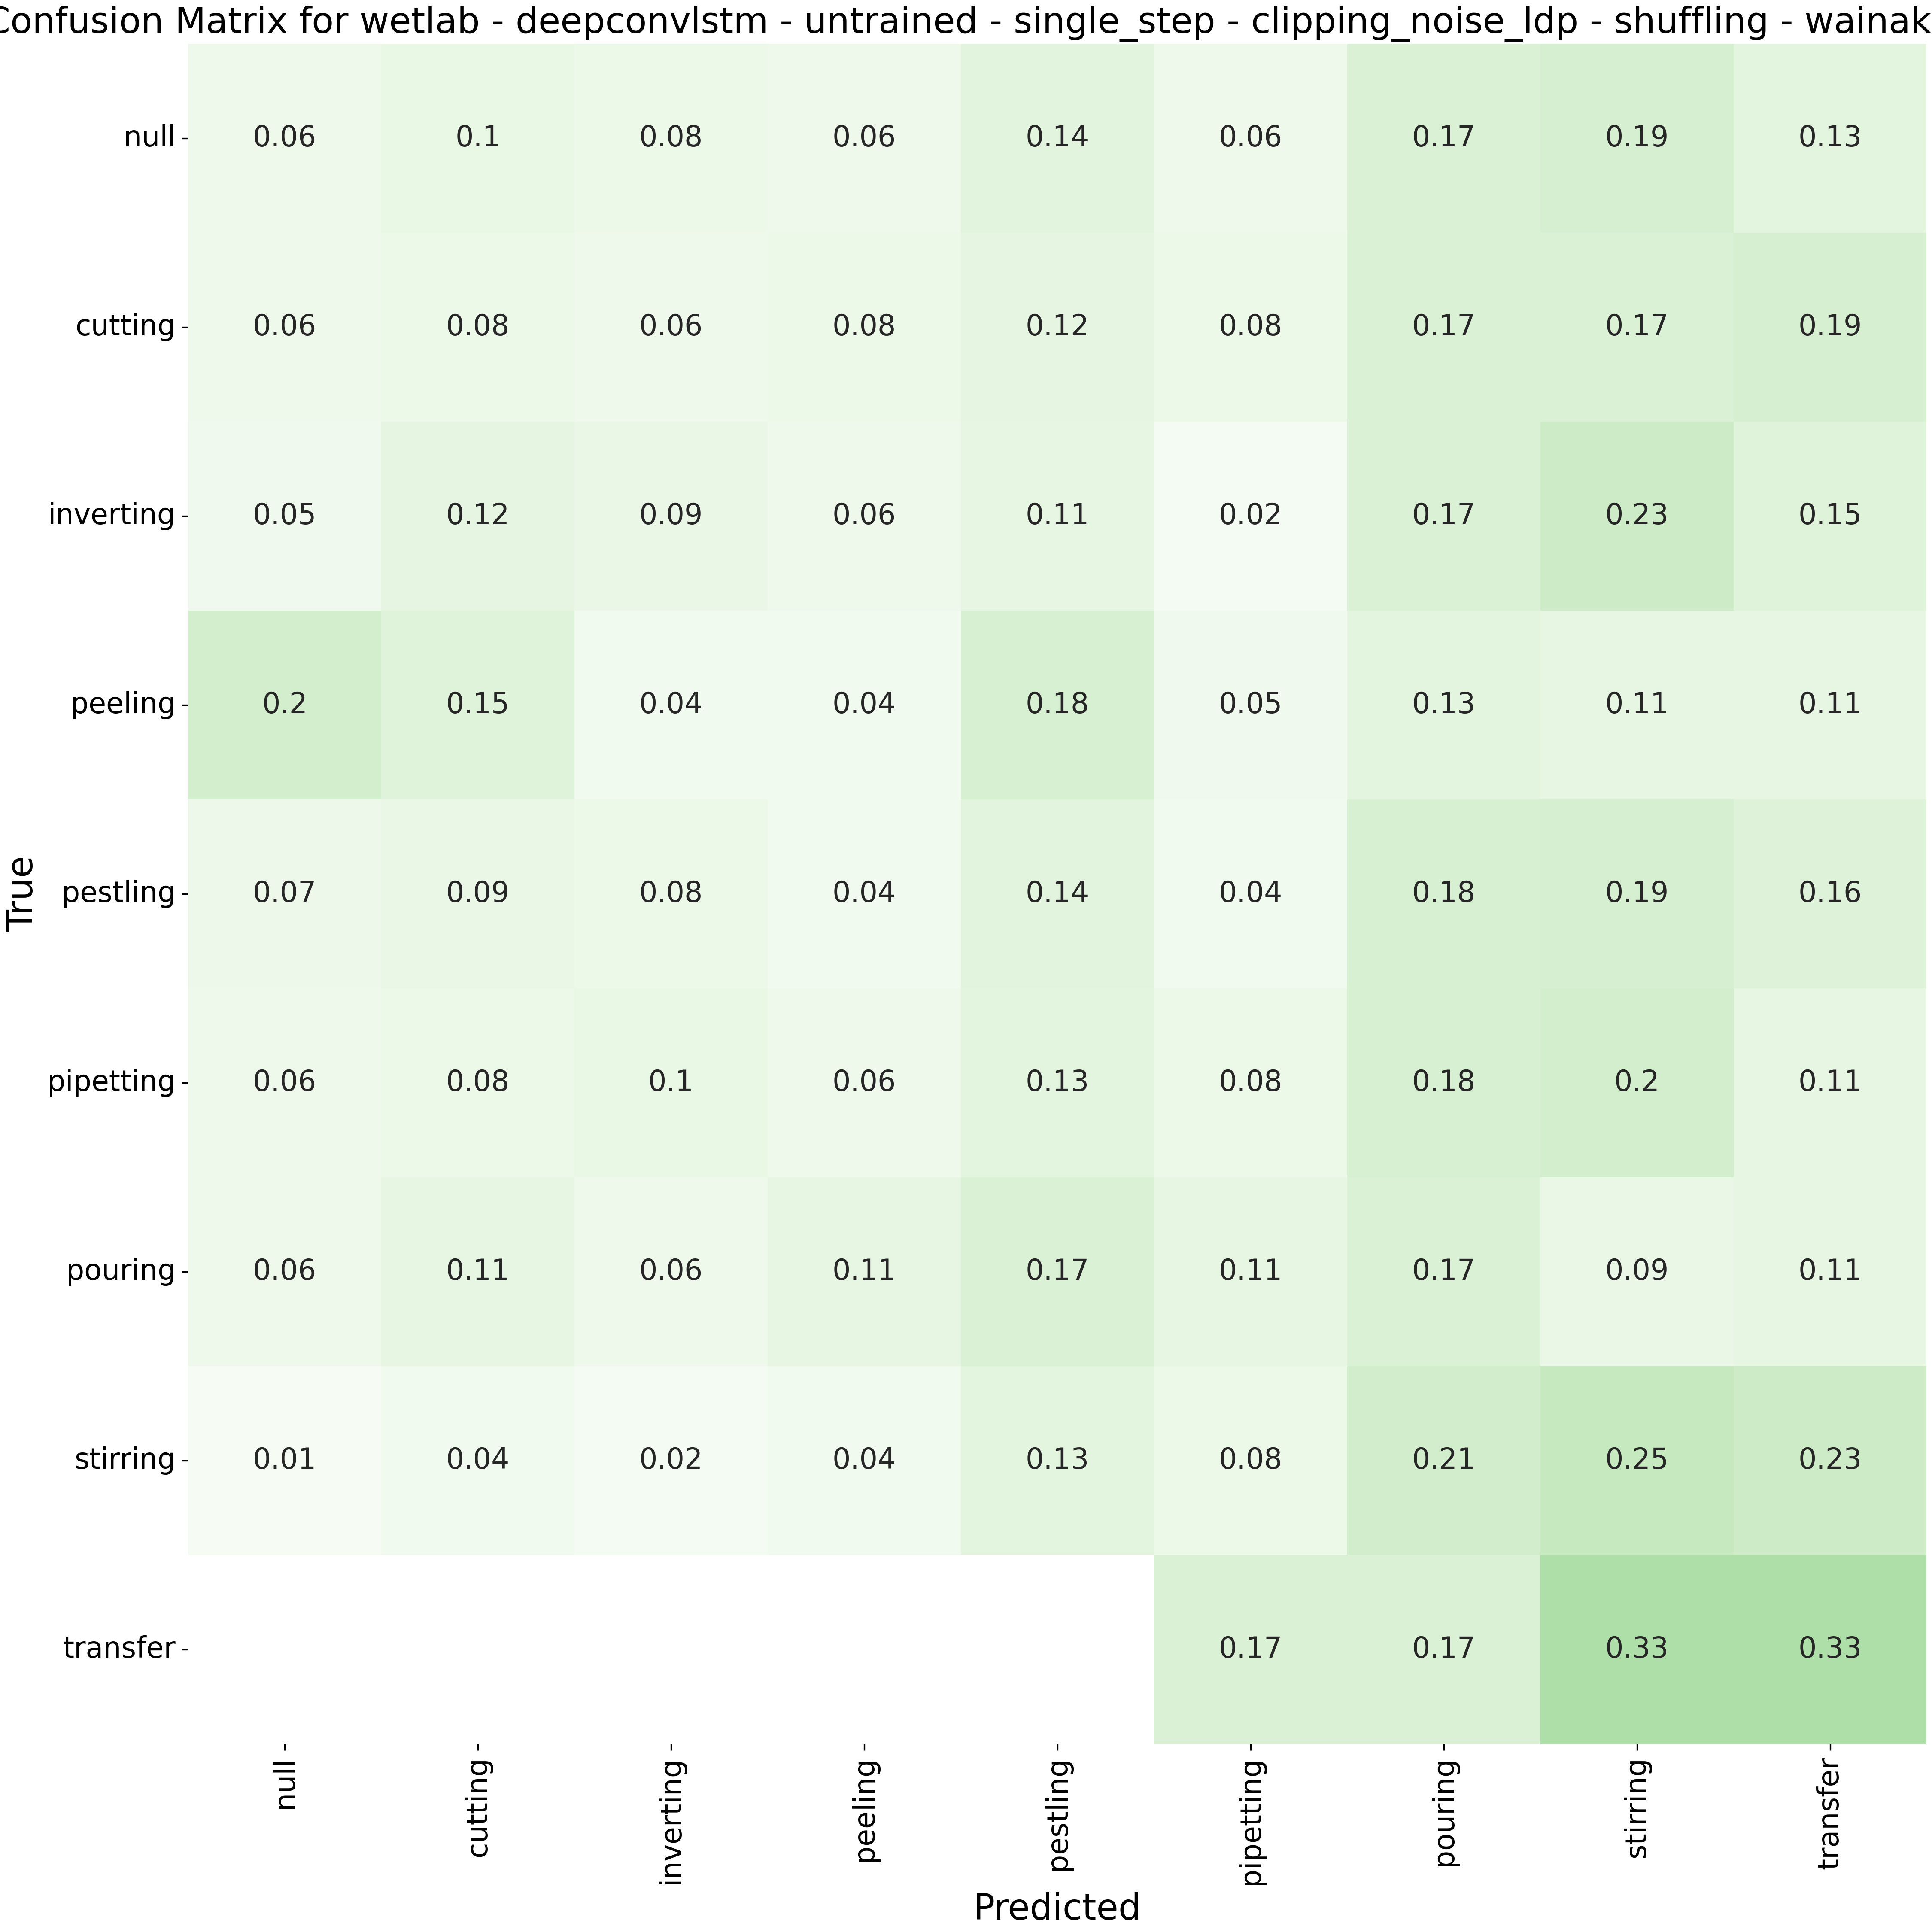 Confusion Matrix for wetlab - deepconvlstm - untrained - single_step - clipping_noise_ldp - shuffling - wainak
null 0.06 0.1 0.08 0.06 0.14 0.06 0.17 0.19 0.13
cutting 0.06 0.08 0.06 0.08 0.12 0.08 0.17 0.17 0.19
inverting 0.05 0.12 0.09 0.06 0.11 0.02 0.17 0.23 0.15
peeling 0.2 0.15 0.04 0.04 0.18 0.05 0.13 0.11 0.11
pestling 0.07 0.09 0.08 0.04 0.14 0.04 0.18 0.19 0.16
pipetting 0.06 0.08 0.1 0.06 0.13 0.08 0.18 0.2 0.11
pouring 0.06 0.11 0.06 0.11 0.17 0.11 0.17 0.09 0.11
stirring 0.01 0.04 0.02 0.04 0.13 0.08 0.21 0.25 0.23
transfer 0.17 0.17 0.33 0.33
True
null cutting inverting peeling pestling pipetting pouring stirring transfer
Predicted